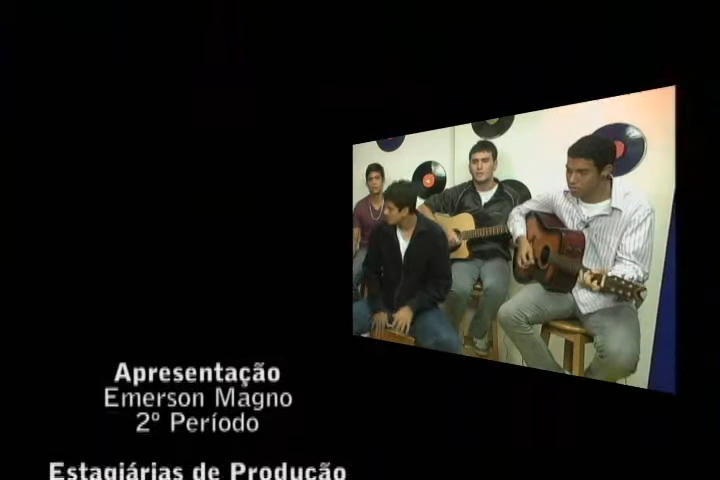 Apresentação
Emerson Magno
2º Período
Estagiárias de Produção